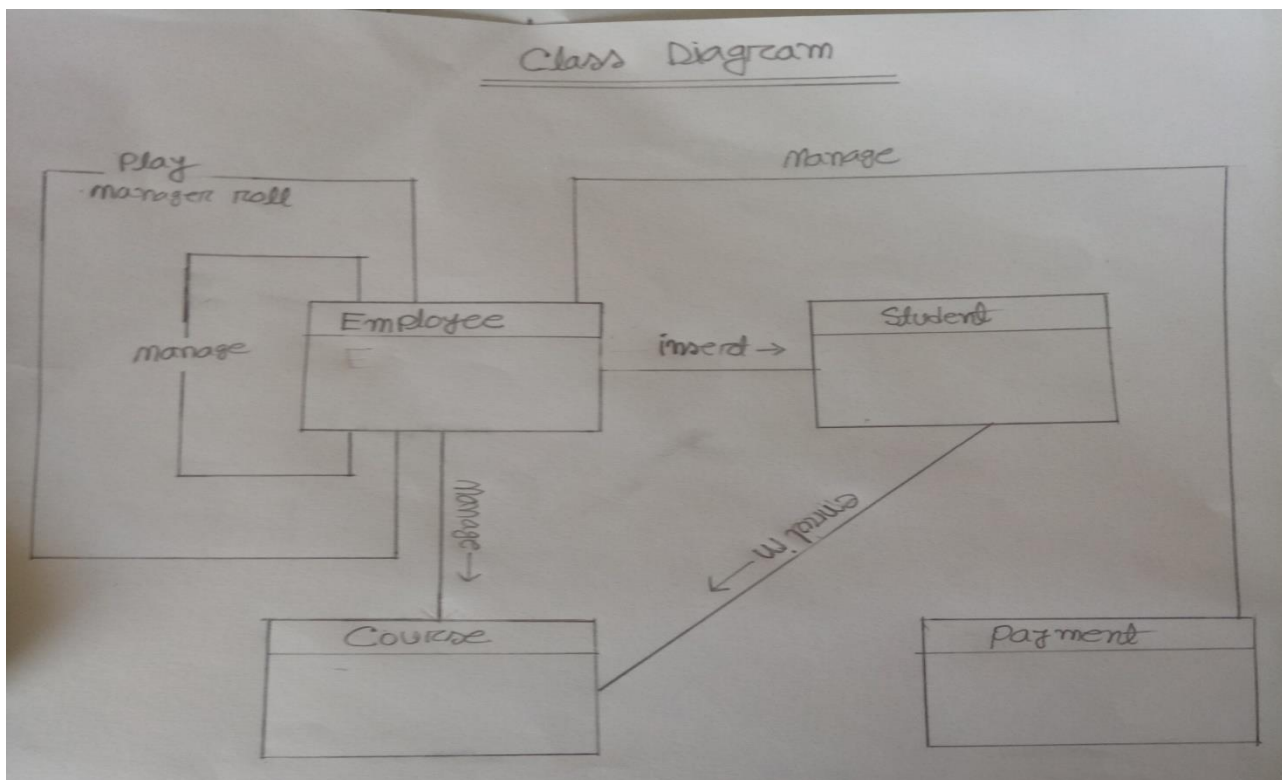 Class Diagram
Play
manager roll
manage
manage
Employee
E
insert →
Student
manage →
enroll in
Course
Payment